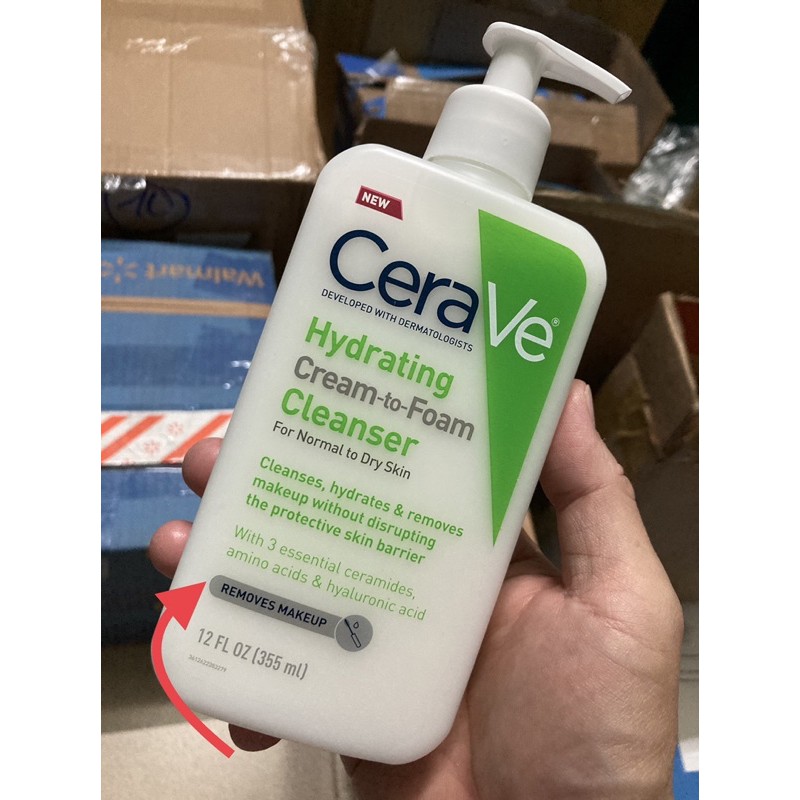 NEW
CeraVe®
DEVELOPED WITH DERMATOLOGISTS
Hydrating
Cream-to-Foam
Cleanser
For Normal to Dry Skin
Cleanses, hydrates & removes
makeup without disrupting
the protective skin barrier
With 3 essential ceramides,
amino acids & hyaluronic acid
REMOVES MAKEUP
12 FL OZ (355 ml)
Walmart